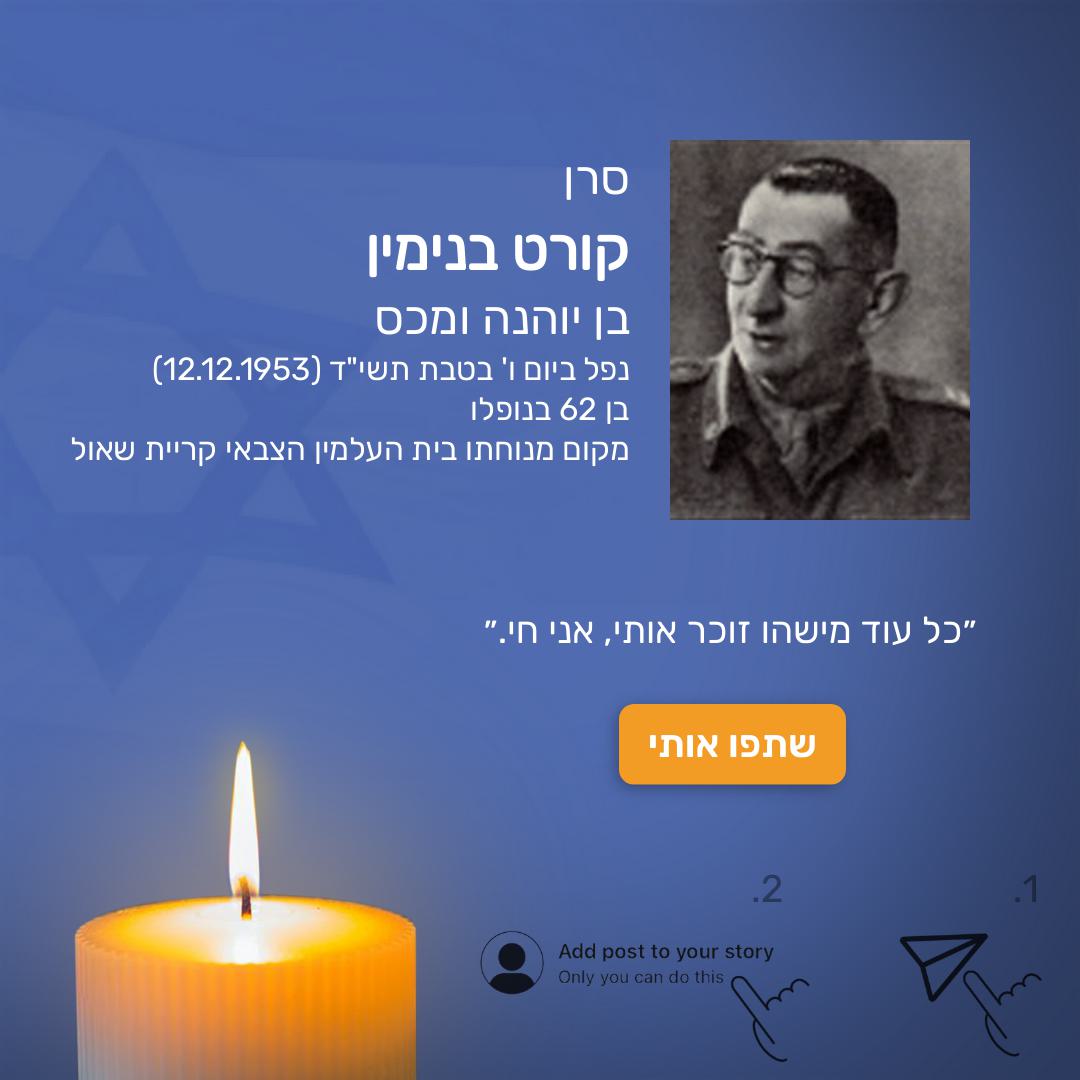 סרן
קורט בנימין
בן יוהנה ומכס
נפל ביום ו' בטבת תשי"ד (12.12.1953)
בן 62 בנופלו
מקום מנוחתו בית העלמין הצבאי קריית שאול
״כל עוד מישהו זוכר אותי, אני חי.״
שתפו אותי
1.
2.
Add post to your story
Only you can do this